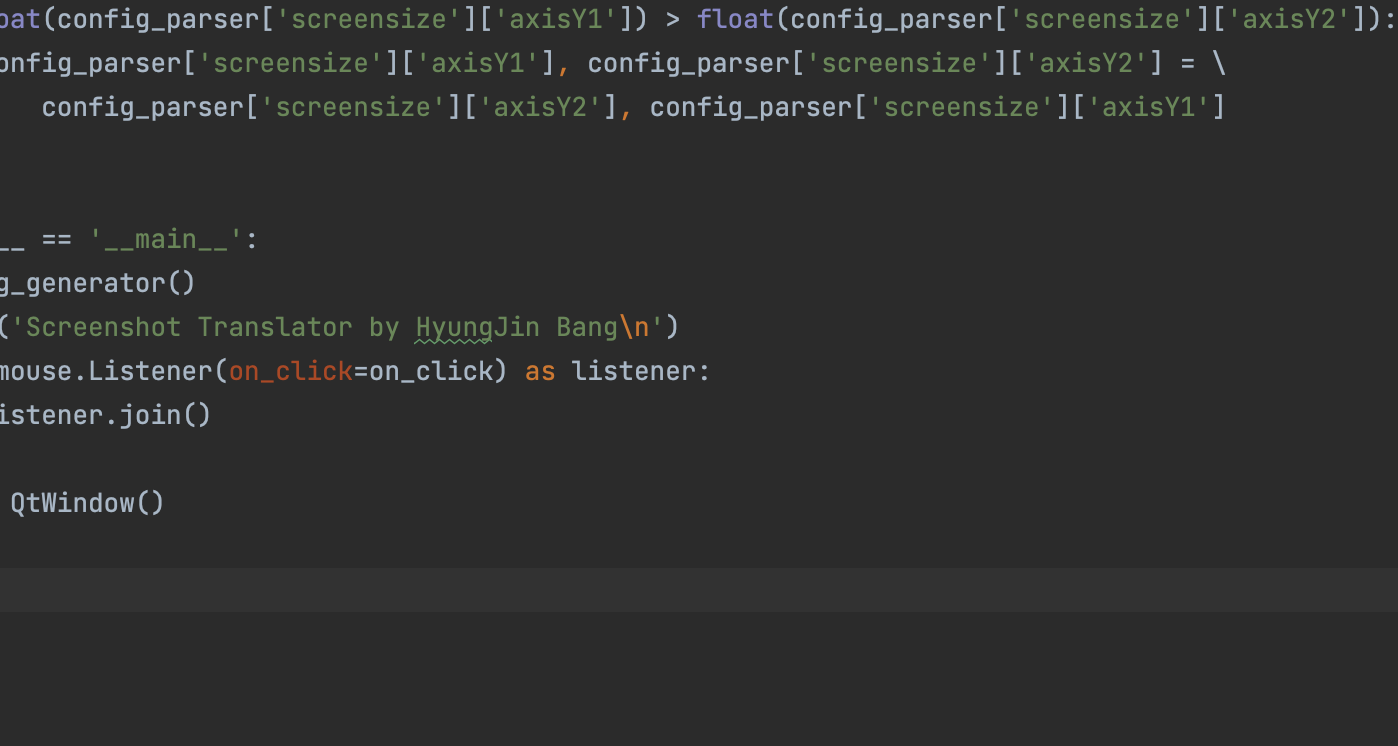 oat(config_parser['screensize']['axisY1']) > float(config_parser['screensize']['axisY2']):
onfig_parser['screensize']['axisY1'], config_parser['screensize']['axisY2'] = \
config_parser['screensize']['axisY2'], config_parser['screensize']['axisY1']
__ == '__main__':
g_generator()
('Screenshot Translator by HyungJin Bang\n')
mouse.Listener(on_click=on_click) as listener:
istener.join()
QtWindow()